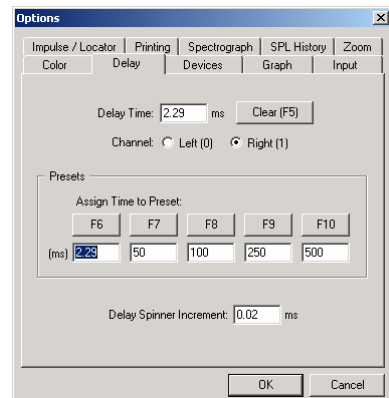 Options
Impulse / Locator Printing Spectrograph SPL History Zoom
Color Delay Devices Graph Input
Delay Time: 2.29 ms Clear (F5)
Channel: Left (0) Right (1)
Presets
Assign Time to Preset:
F6 F7 F8 F9 F10
(ms) 2.29 50 100 250 500
Delay Spinner Increment: 0.02 ms
OK Cancel